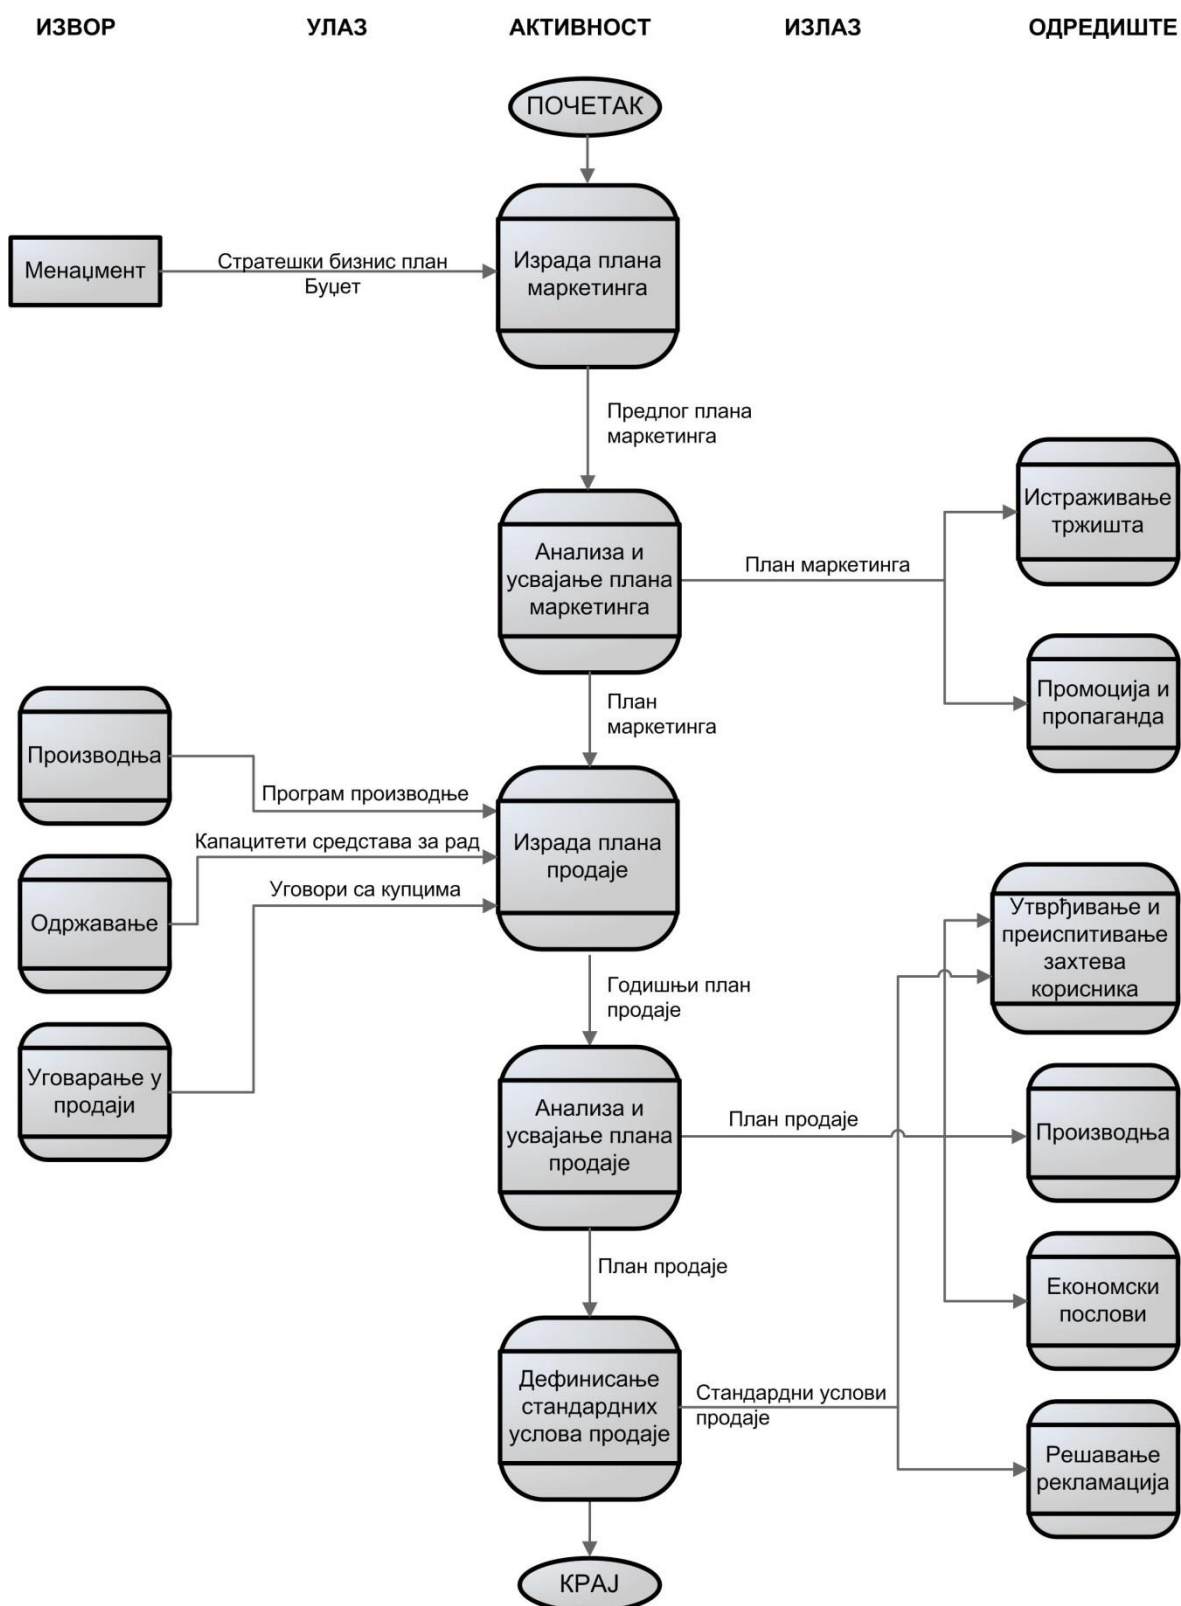 ИЗВОР УЛАЗ АКТИВНОСТ ИЗЛАЗ ОДРЕДИШТЕ
ПОЧЕТАК
Менаџмент
Стратешки бизнис план
Буџет
Израда плана
маркетинга
Предлог плана
маркетинга
Анализа и
усвајање плана
маркетинга
План маркетинга
Истраживање
тржишта
Промоција и
пропаганда
План
маркетинга
Производња
Програм производње
Капацитети средстава за рад
Уговори са купцима
Израда плана
продаје
Одржавање
Утврђивање и
преиспитивање
захтева
корисника
Годишњи план
продаје
Уговарање у
продаји
Анализа и
усвајање плана
продаје
План продаје
Производња
План продаје
Економски
послови
Дефинисање
стандардних
услова продаје
Стандардни услови
продаје
Решавање
рекламација
КРАЈ